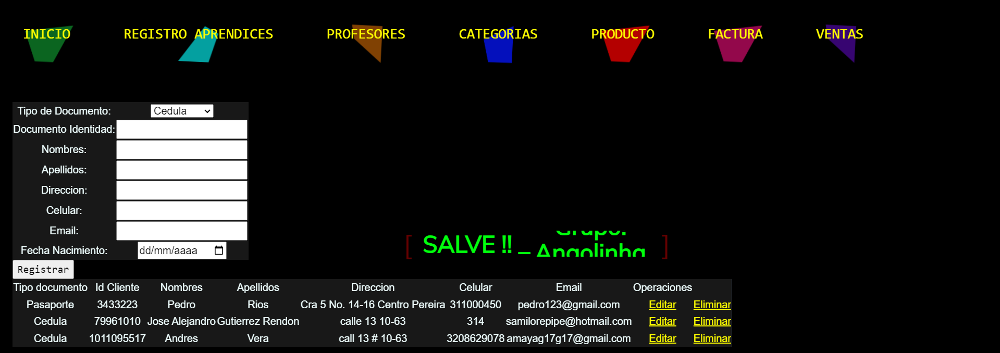 INICIO REGISTRO APRENDICES PROFESORES CATEGORIAS PRODUCTO FACTURA VENTAS
Tipo de Documento: Cedula
Documento Identidad:
Nombres:
Apellidos:
Direccion:
Celular:
Email:
Fecha Nacimiento: dd/mm/aaaa
[ SALVE !! Grupo. – Angolinha ]
Registrar
Tipo documento Id Cliente Nombres Apellidos Direccion Celular Email Operaciones
Pasaporte 3433223 Pedro Rios Cra 5 No. 14-16 Centro Pereira 311000450 pedro123@gmail.com Editar Eliminar
Cedula 79961010 Jose Alejandro Gutierrez Rendon calle 13 10-63 314 samilorepipe@hotmail.com Editar Eliminar
Cedula 1011095517 Andres Vera call 13 # 10-63 3208629078 amayag17g17@gmail.com Editar Eliminar